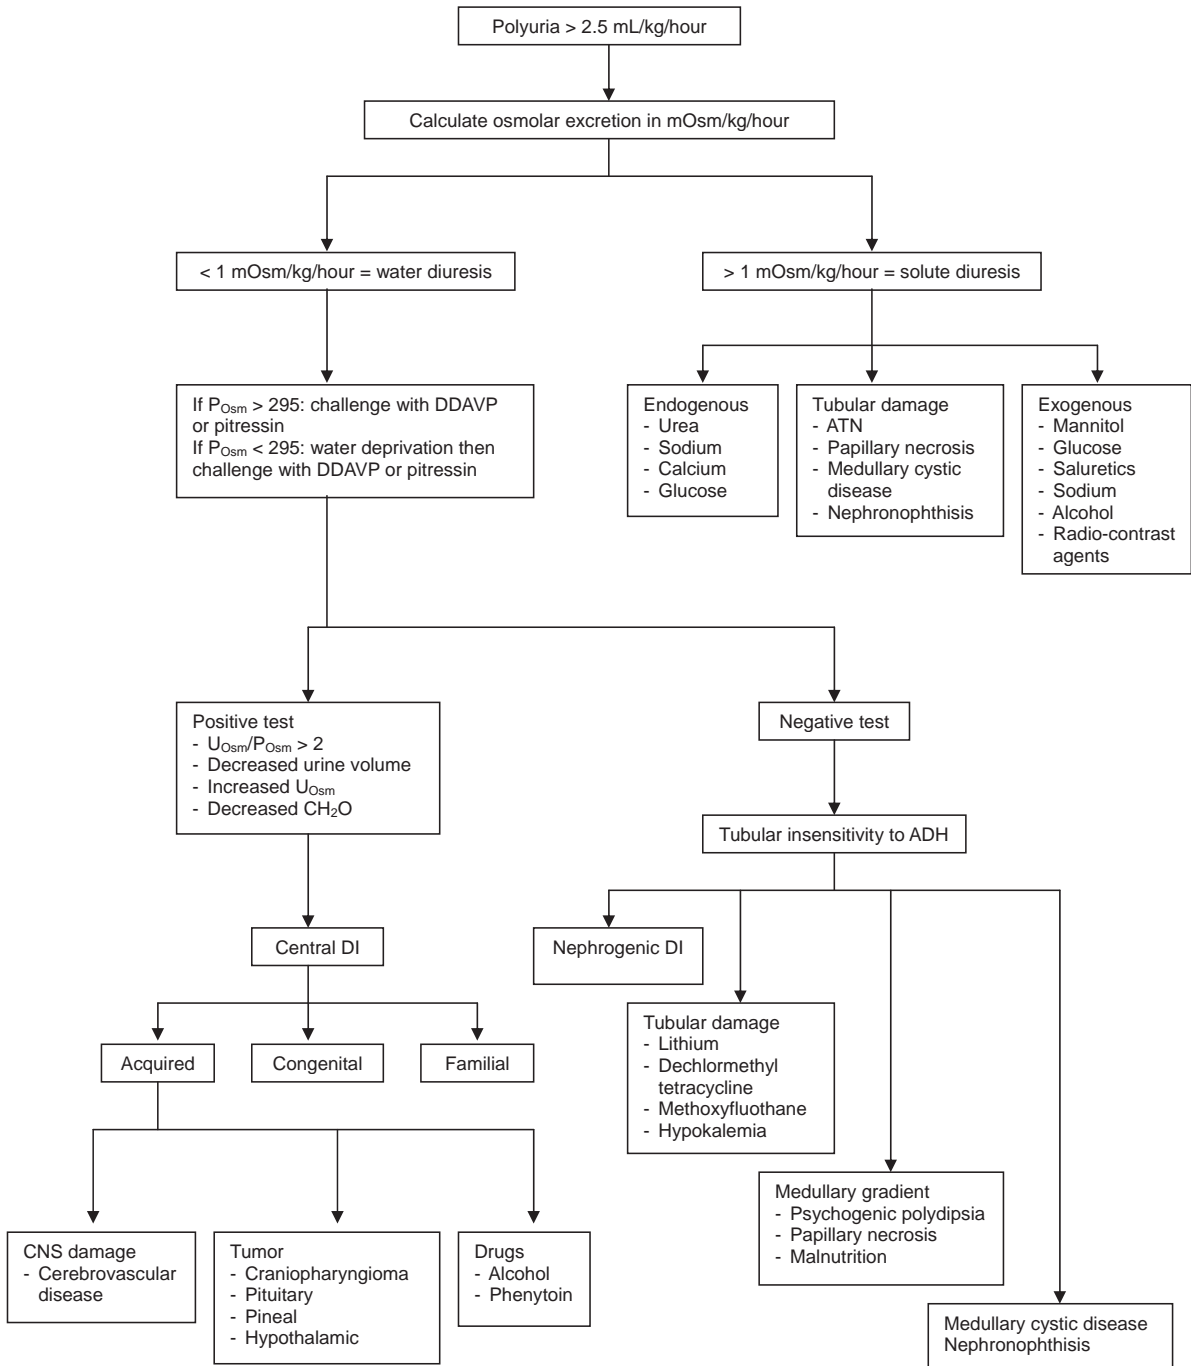 Polyuria > 2.5 mL/kg/hour
Calculate osmolar excretion in mOsm/kg/hour
< 1 mOsm/kg/hour = water diuresis
> 1 mOsm/kg/hour = solute diuresis
If POsm > 295: challenge with DDAVP
or pitressin
If POsm < 295: water deprivation then
challenge with DDAVP or pitressin
Endogenous
- Urea
- Sodium
- Calcium
- Glucose
Tubular damage
- ATN
- Papillary necrosis
- Medullary cystic
disease
- Nephronophthisis
Exogenous
- Mannitol
- Glucose
- Saluretics
- Sodium
- Alcohol
- Radio-contrast
agents
Positive test
- UOsm/POsm > 2
- Decreased urine volume
- Increased UOsm
- Decreased CH₂O
Negative test
Tubular insensitivity to ADH
Central DI
Nephrogenic DI
Acquired
Congenital
Familial
Tubular damage
- Lithium
- Dechlormethyl
tetracycline
- Methoxyfluothane
- Hypokalemia
Medullary gradient
- Psychogenic polydipsia
- Papillary necrosis
- Malnutrition
CNS damage
- Cerebrovascular
disease
Tumor
- Craniopharyngioma
- Pituitary
- Pineal
- Hypothalamic
Drugs
- Alcohol
- Phenytoin
Medullary cystic disease
Nephronophthisis